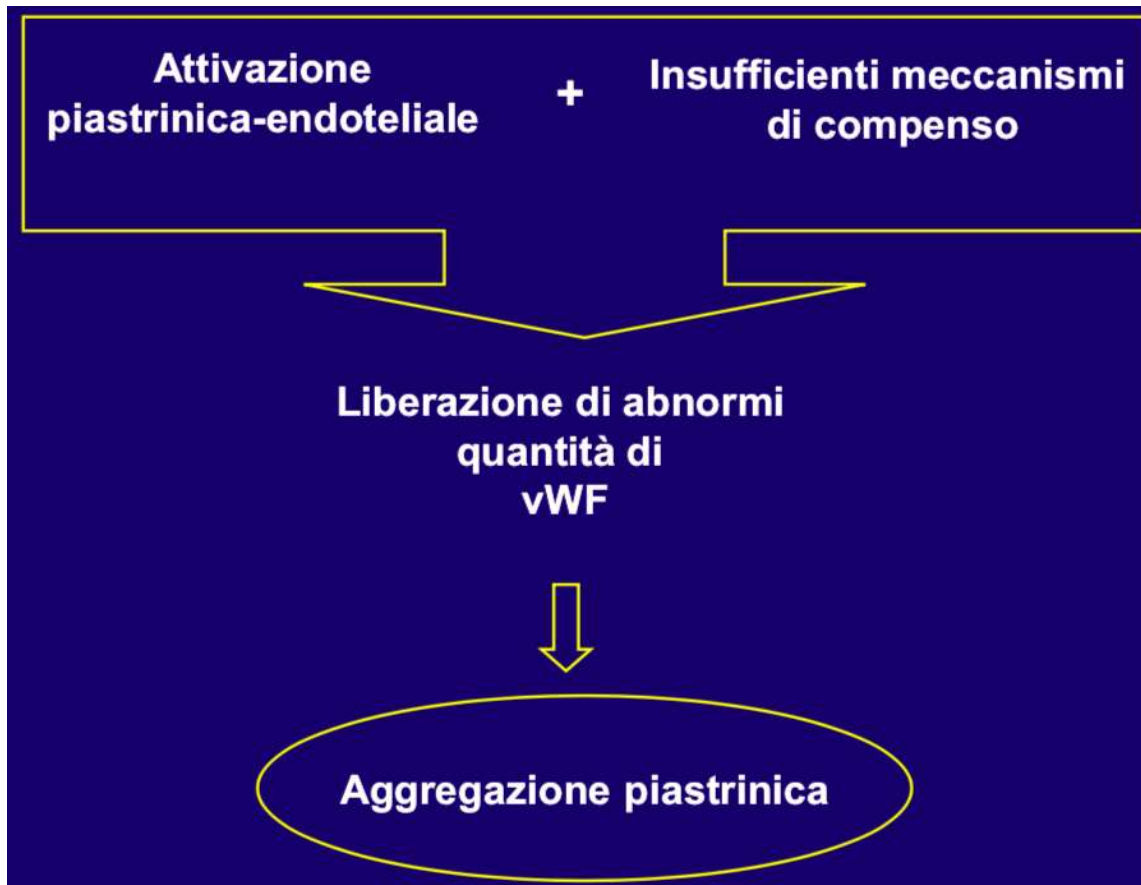 Attivazione
piastrinica-endoteliale
+
Insufficienti meccanismi
di compenso
Liberazione di abnormi
quantità di
vWF
Aggregazione piastrinica